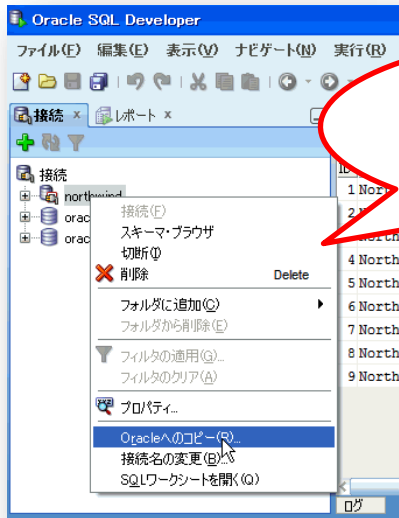 Oracle SQL Developer
ファイル(F) 編集(E) 表示(V) ナビゲート(N) 実行(R)
接続 × レポート ×
接続
northwind
接続(F)
スキーマ・ブラウザ
切断(I)
削除 Delete
フォルダに追加(C)
フォルダから削除(E)
フィルタの適用(G)...
フィルタのクリア(A)
プロパティ...
Oracleへのコピー(R)...
接続名の変更(B)...
SQLワークシートを開く(Q)
orac
orac
ID
1 North
4 North
5 North
6 North
7 North
8 North
9 North
ログ